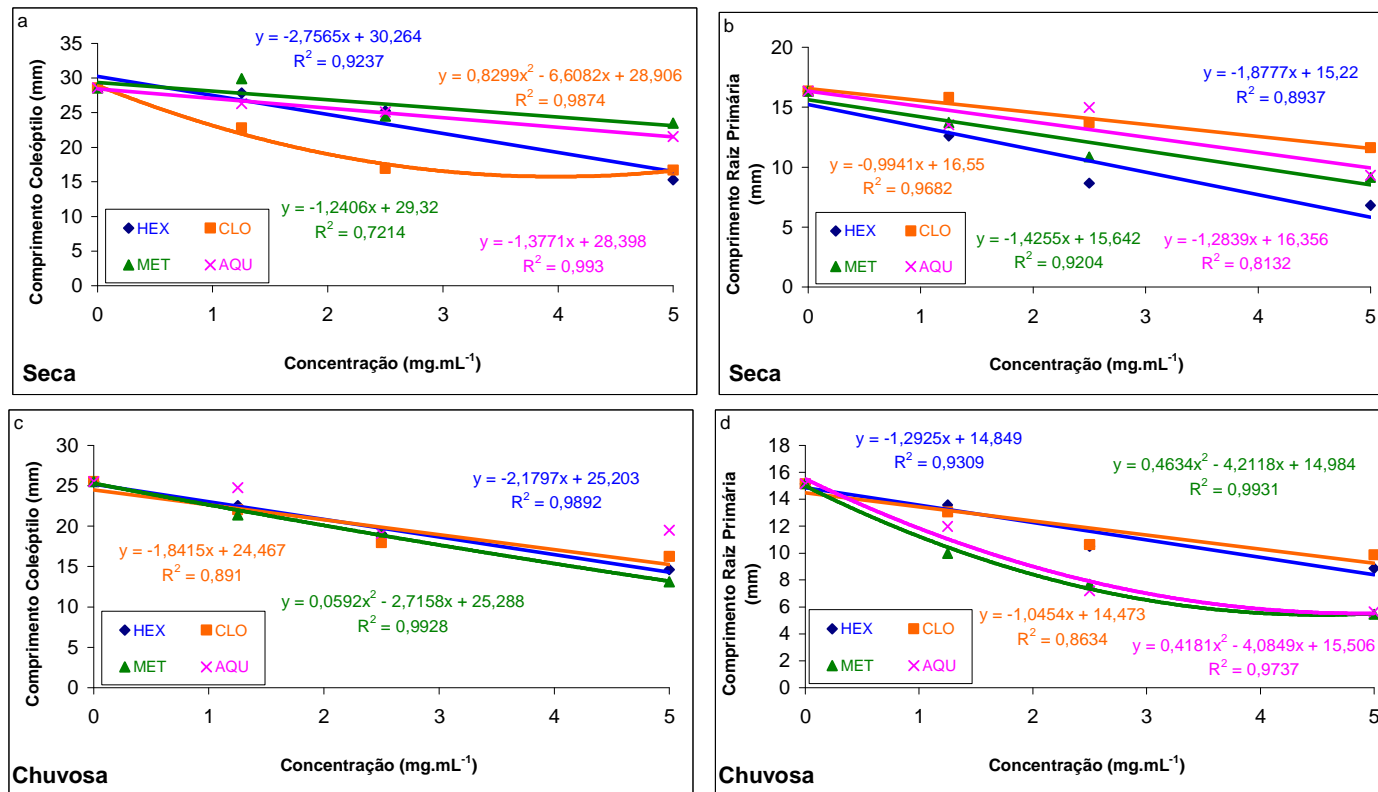 a
Comprimento Coleóptilo (mm)
35
30
25
20
15
10
5
0
y = -2,7565x + 30,264
R² = 0,9237
y = 0,8299x² - 6,6082x + 28,906
R² = 0,9874
y = -1,2406x + 29,32
R² = 0,7214
y = -1,3771x + 28,398
R² = 0,993
HEX CLO
MET AQU
0 1 2 3 4 5
Concentração (mg.mL⁻¹)
Seca
b
Comprimento Raiz Primária
(mm)
20
15
10
5
0
y = -1,8777x + 15,22
R² = 0,8937
y = -0,9941x + 16,55
R² = 0,9682
y = -1,4255x + 15,642
R² = 0,9204
y = -1,2839x + 16,356
R² = 0,8132
HEX CLO
MET AQU
0 1 2 3 4 5
Concentração (mg.mL⁻¹)
Seca
c
Comprimento Coleóptilo (mm)
30
25
20
15
10
5
0
y = -2,1797x + 25,203
R² = 0,9892
y = -1,8415x + 24,467
R² = 0,891
y = 0,0592x² - 2,7158x + 25,288
R² = 0,9928
HEX CLO
MET AQU
0 1 2 3 4 5
Concentração (mg.mL⁻¹)
Chuvosa
d
Comprimento Raiz Primária
(mm)
18
16
14
12
10
8
6
4
2
0
y = -1,2925x + 14,849
R² = 0,9309
y = 0,4634x² - 4,2118x + 14,984
R² = 0,9931
y = -1,0454x + 14,473
R² = 0,8634
y = 0,4181x² - 4,0849x + 15,506
R² = 0,9737
HEX CLO
MET AQU
0 1 2 3 4 5
Concentração (mg.mL⁻¹)
Chuvosa